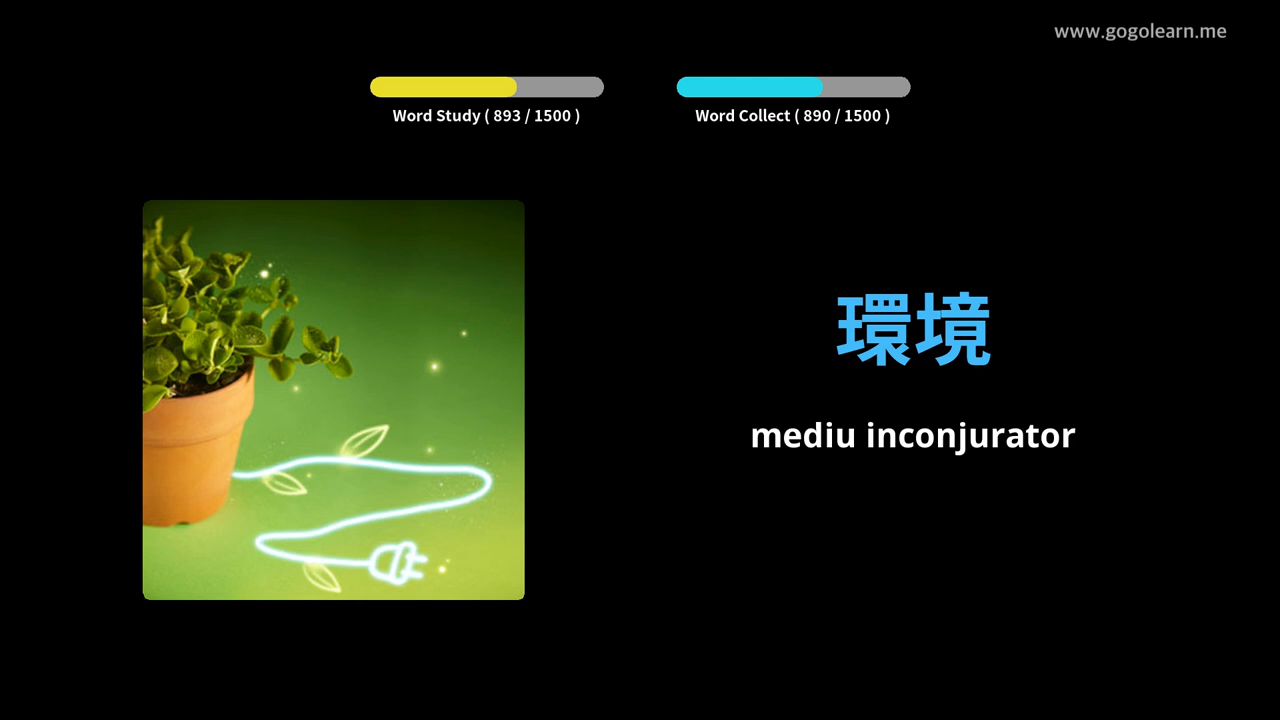 www.gogolearn.me
Word Study ( 893 / 1500 )
Word Collect ( 890 / 1500 )
環境
mediu inconjurator